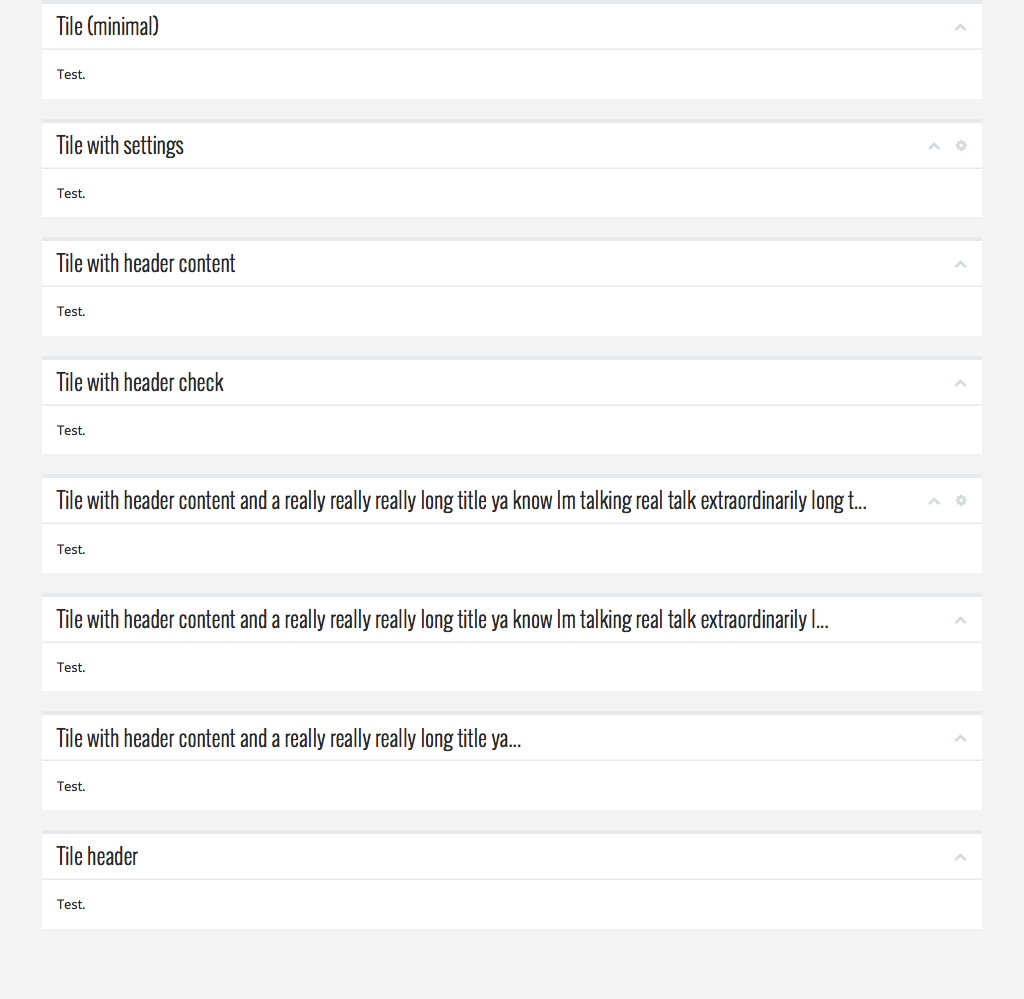 Tile (minimal)
Test.
Tile with settings
Test.
Tile with header content
Test.
Tile with header check
Test.
Tile with header content and a really really really long title ya know Im talking real talk extraordinarily long t...
Test.
Tile with header content and a really really really long title ya know Im talking real talk extraordinarily l...
Test.
Tile with header content and a really really really long title ya...
Test.
Tile header
Test.